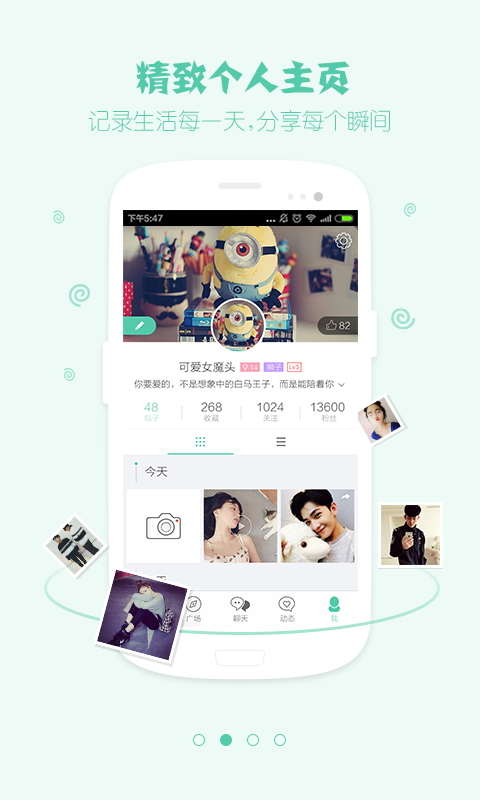 精致个人主页
记录生活每一天,分享每个瞬间
下午5:47
82
可爱女魔头 9.14 狮子 Lv3
你要爱的，不是想象中的白马王子，而是能陪着你
48 268 1024 13600
帖子 收藏 关注 粉丝
今天
广场 聊天 动态 我